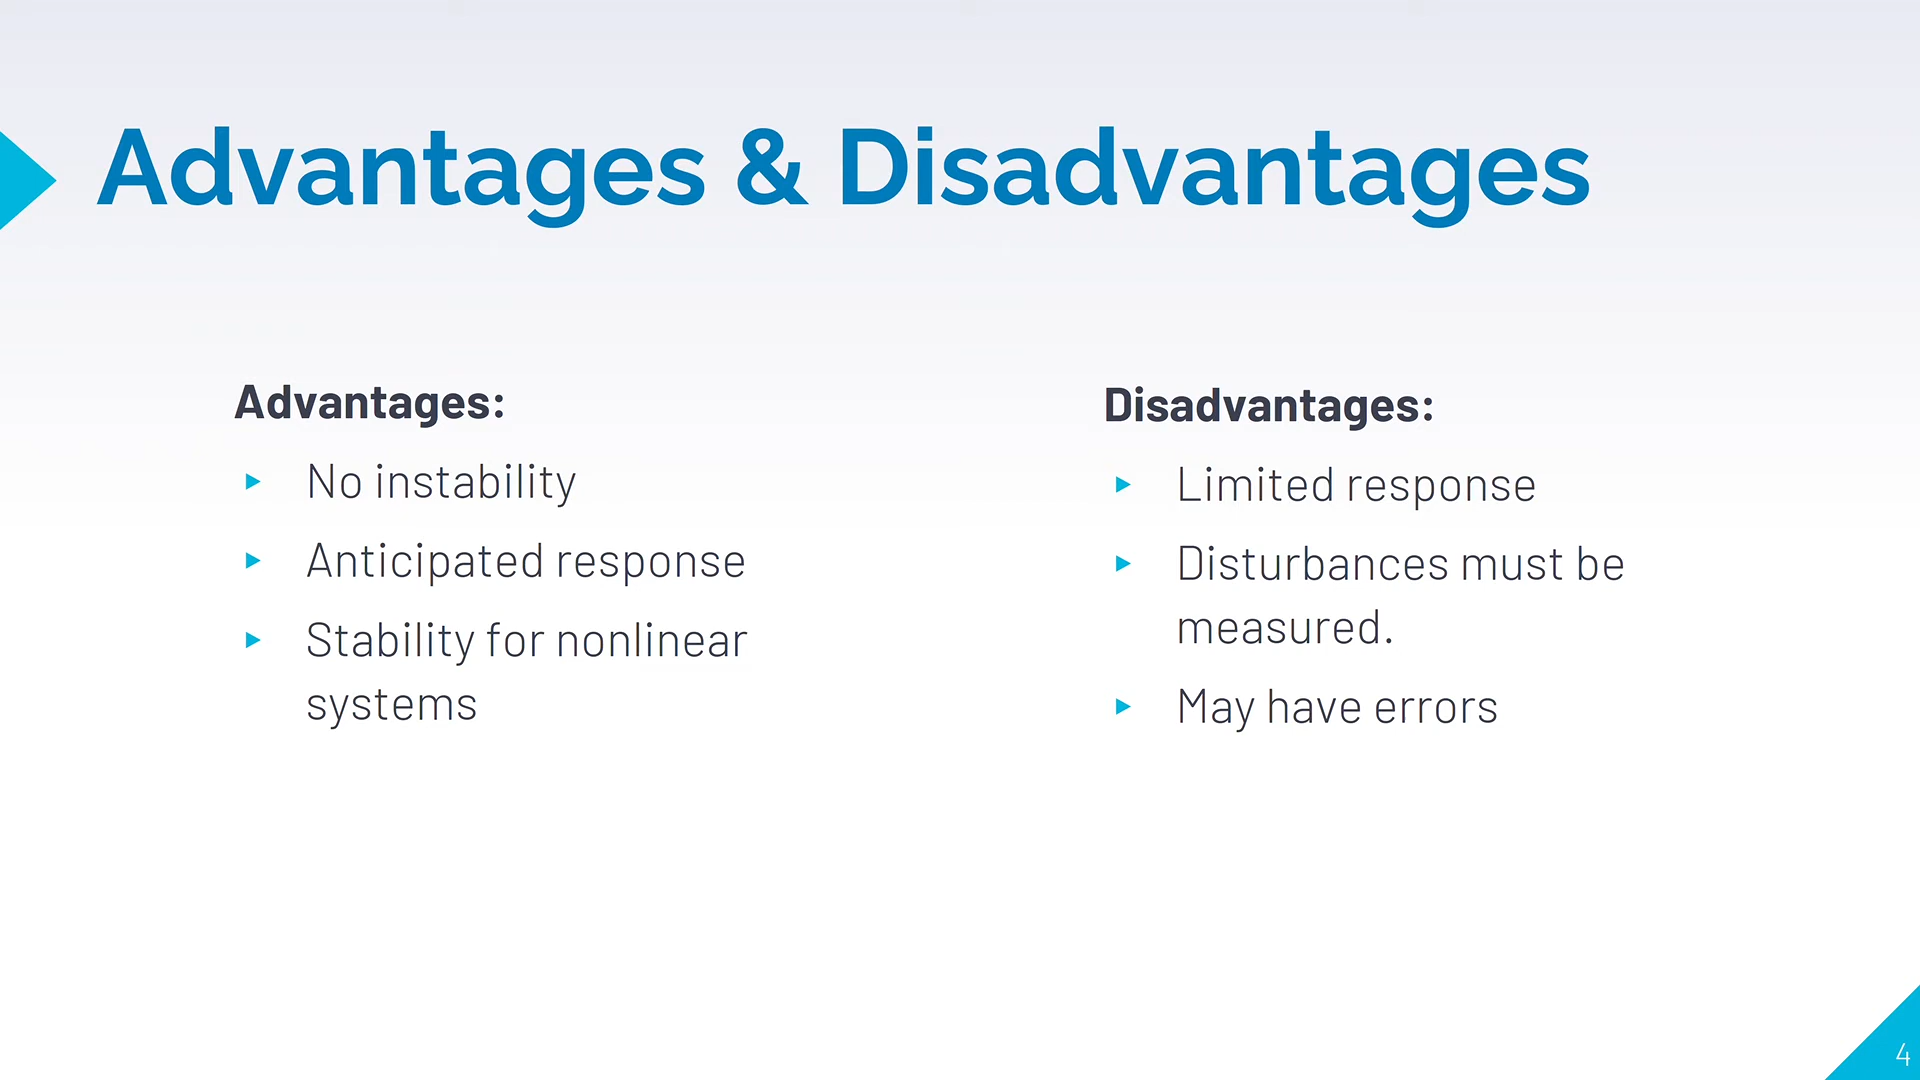 Advantages & Disadvantages
Advantages:
No instability
Anticipated response
Stability for nonlinear
systems
Disadvantages:
Limited response
Disturbances must be
measured.
May have errors
4